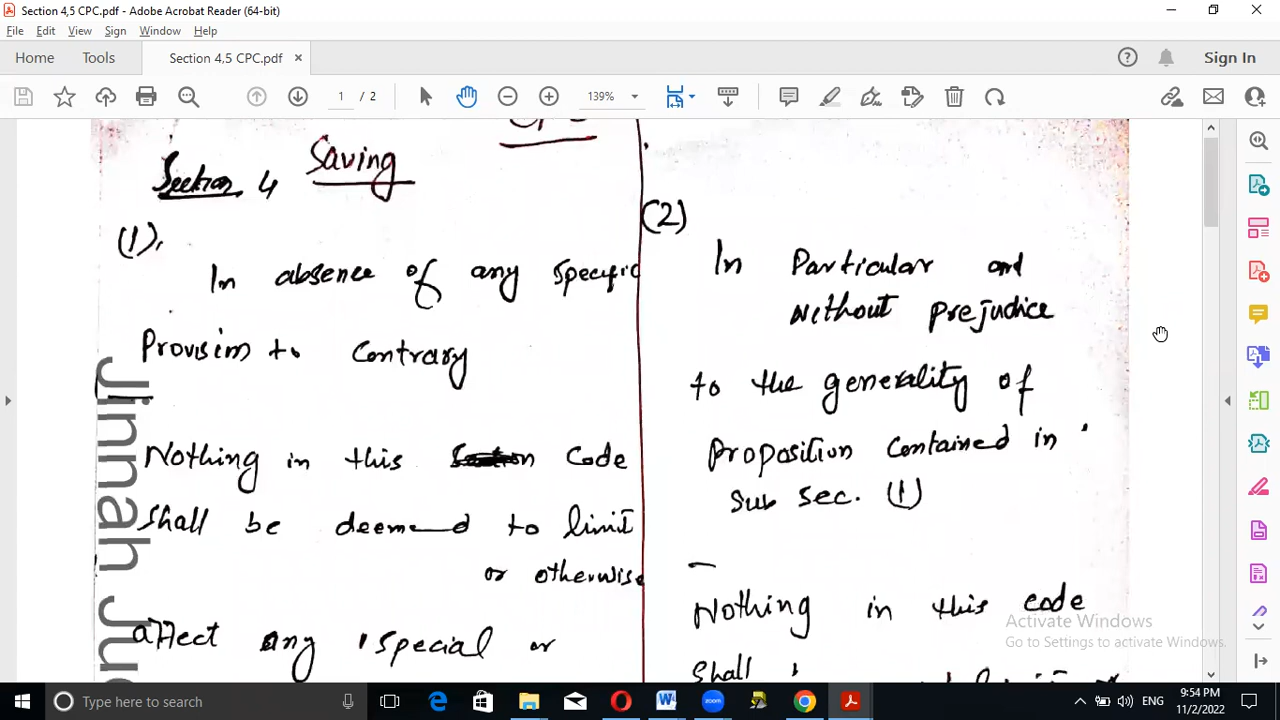 Section 4,5 CPC.pdf - Adobe Acrobat Reader (64-bit)
File Edit View Sign Window Help
Home Tools Section 4,5 CPC.pdf × Sign In
1 / 2 139%
CPC
Section 4 Saving
(1).
In absence of any specific
Provision to contrary
Nothing in this code
shall be deemed to limit
or otherwise
affect any special or
(2)
In Particular and
without prejudice
to the generality of
proposition contained in
sub sec. (1)
Nothing in this code
shall
Jinnah
Activate Windows
Go to Settings to activate Windows.
Type here to search
ENG
9:54 PM
11/2/2022